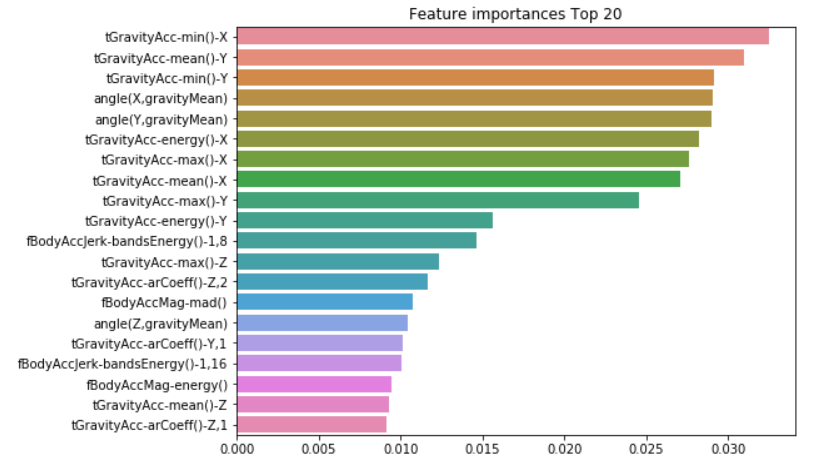 Feature importances Top 20
tGravityAcc-min()-X
tGravityAcc-mean()-Y
tGravityAcc-min()-Y
angle(X,gravityMean)
angle(Y,gravityMean)
tGravityAcc-energy()-X
tGravityAcc-max()-X
tGravityAcc-mean()-X
tGravityAcc-max()-Y
tGravityAcc-energy()-Y
fBodyAccJerk-bandsEnergy()-1,8
tGravityAcc-max()-Z
tGravityAcc-arCoeff()-Z,2
fBodyAccMag-mad()
angle(Z,gravityMean)
tGravityAcc-arCoeff()-Y,1
fBodyAccJerk-bandsEnergy()-1,16
fBodyAccMag-energy()
tGravityAcc-mean()-Z
tGravityAcc-arCoeff()-Z,1
0.000 0.005 0.010 0.015 0.020 0.025 0.030